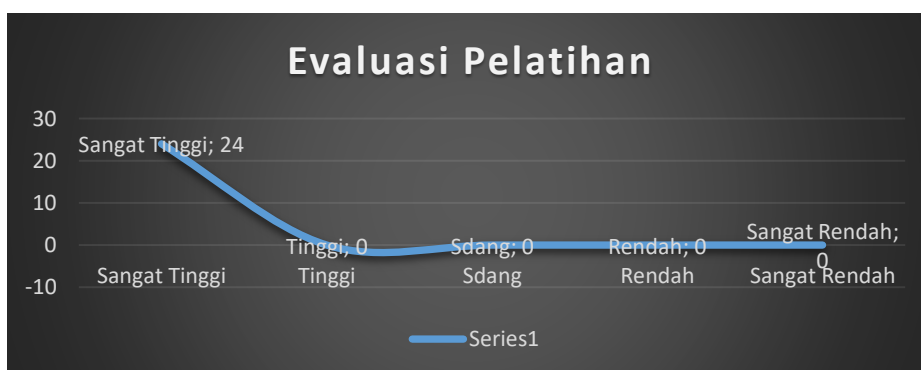 Evaluasi Pelatihan
30
20
10
0
-10
Sangat Tinggi; 24
Tinggi; 0
Sdang; 0
Rendah; 0
Sangat Rendah;
0
Sangat Tinggi
Tinggi
Sdang
Rendah
Sangat Rendah
Series1